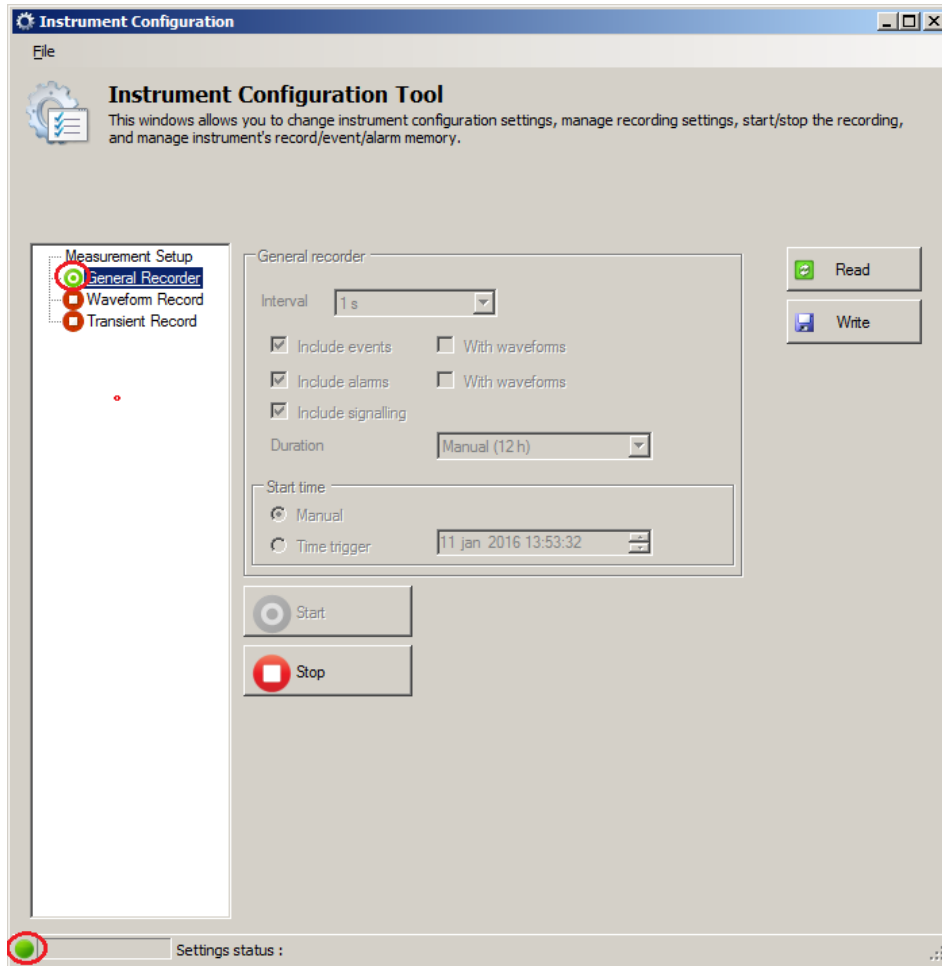 Instrument Configuration
File
Instrument Configuration Tool
This windows allows you to change instrument configuration settings, manage recording settings, start/stop the recording,
and manage instrument's record/event/alarm memory.
Measurement Setup
General Recorder
Waveform Record
Transient Record
General recorder
Interval 1 s
Include events With waveforms
Include alarms With waveforms
Include signalling
Duration Manual (12 h)
Start time
Manual
Time trigger 11 jan 2016 13:53:32
Start
Stop
Read
Write
Settings status :